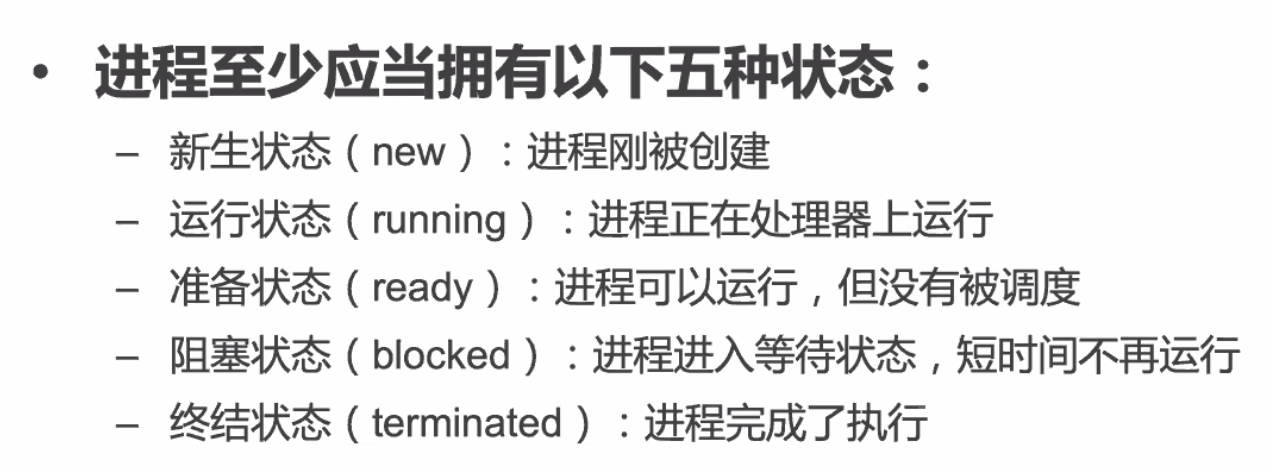 • 进程至少应当拥有以下五种状态：
– 新生状态（new）：进程刚被创建
– 运行状态（running）：进程正在处理器上运行
– 准备状态（ready）：进程可以运行，但没有被调度
– 阻塞状态（blocked）：进程进入等待状态，短时间不再运行
– 终结状态（terminated）：进程完成了执行